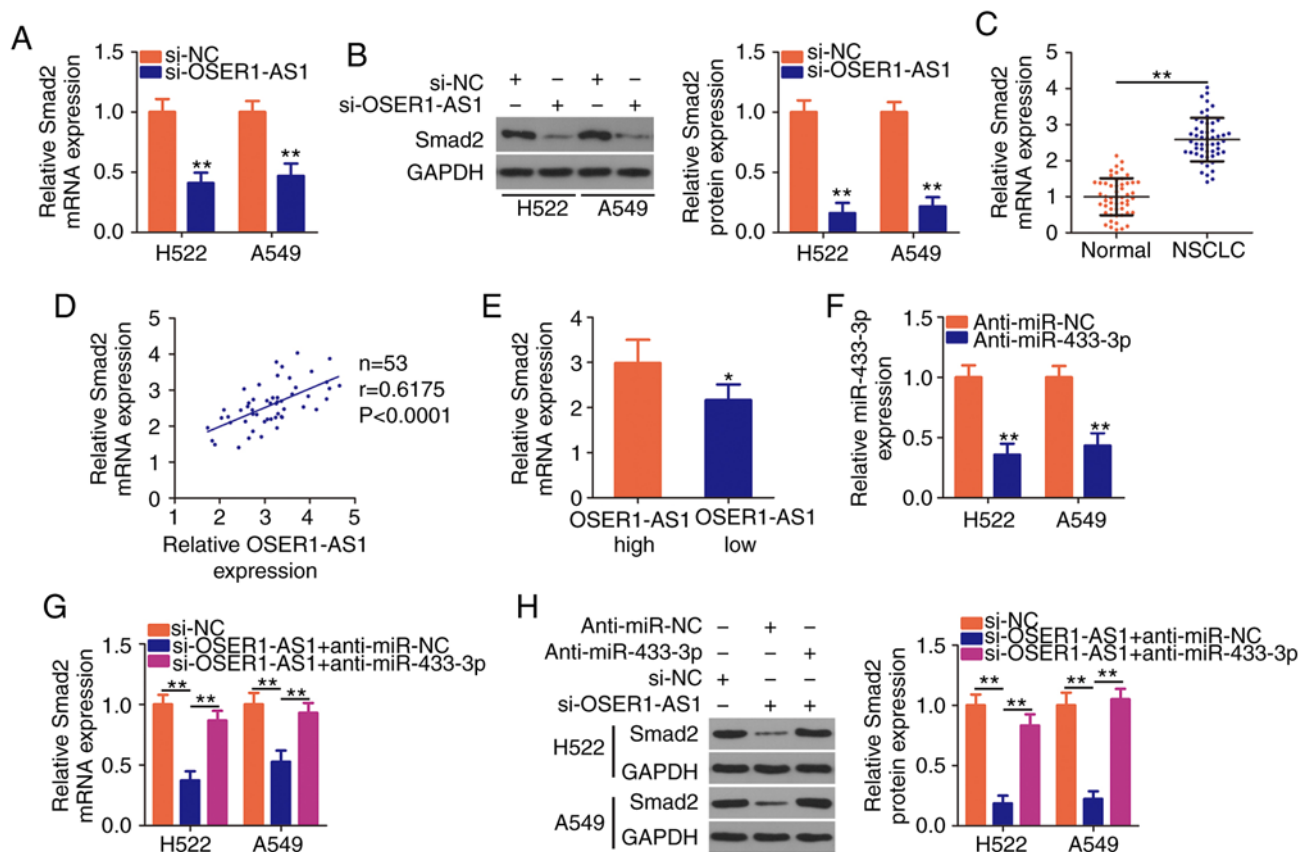 A
Relative Smad2
mRNA expression
1.5
1.0
0.5
0.0
si-NC
si-OSER1-AS1
**
**
H522
A549
B
si-NC
+ – + –
si-OSER1-AS1
– + – +
Smad2
GAPDH
H522
A549
Relative Smad2
protein expression
1.5
1.0
0.5
0.0
si-NC
si-OSER1-AS1
**
**
H522
A549
C
Relative Smad2
mRNA expression
5
4
3
2
1
0
**
Normal
NSCLC
D
Relative Smad2
mRNA expression
5
4
3
2
1
0
n=53
r=0.6175
P<0.0001
1 2 3 4 5
Relative OSER1-AS1
expression
E
Relative Smad2
mRNA expression
4
3
2
1
0
*
OSER1-AS1
high
OSER1-AS1
low
F
Relative miR-433-3p
expression
1.5
1.0
0.5
0.0
Anti-miR-NC
Anti-miR-433-3p
**
**
H522
A549
G
Relative Smad2
mRNA expression
1.5
1.0
0.5
0.0
si-NC
si-OSER1-AS1+anti-miR-NC
si-OSER1-AS1+anti-miR-433-3p
**
**
**
**
H522
A549
H
Anti-miR-NC – + –
Anti-miR-433-3p – – +
si-NC + – –
si-OSER1-AS1 – + +
H522
Smad2
GAPDH
A549
Smad2
GAPDH
Relative Smad2
protein expression
1.5
1.0
0.5
0.0
si-NC
si-OSER1-AS1+anti-miR-NC
si-OSER1-AS1+anti-miR-433-3p
**
**
**
**
H522
A549